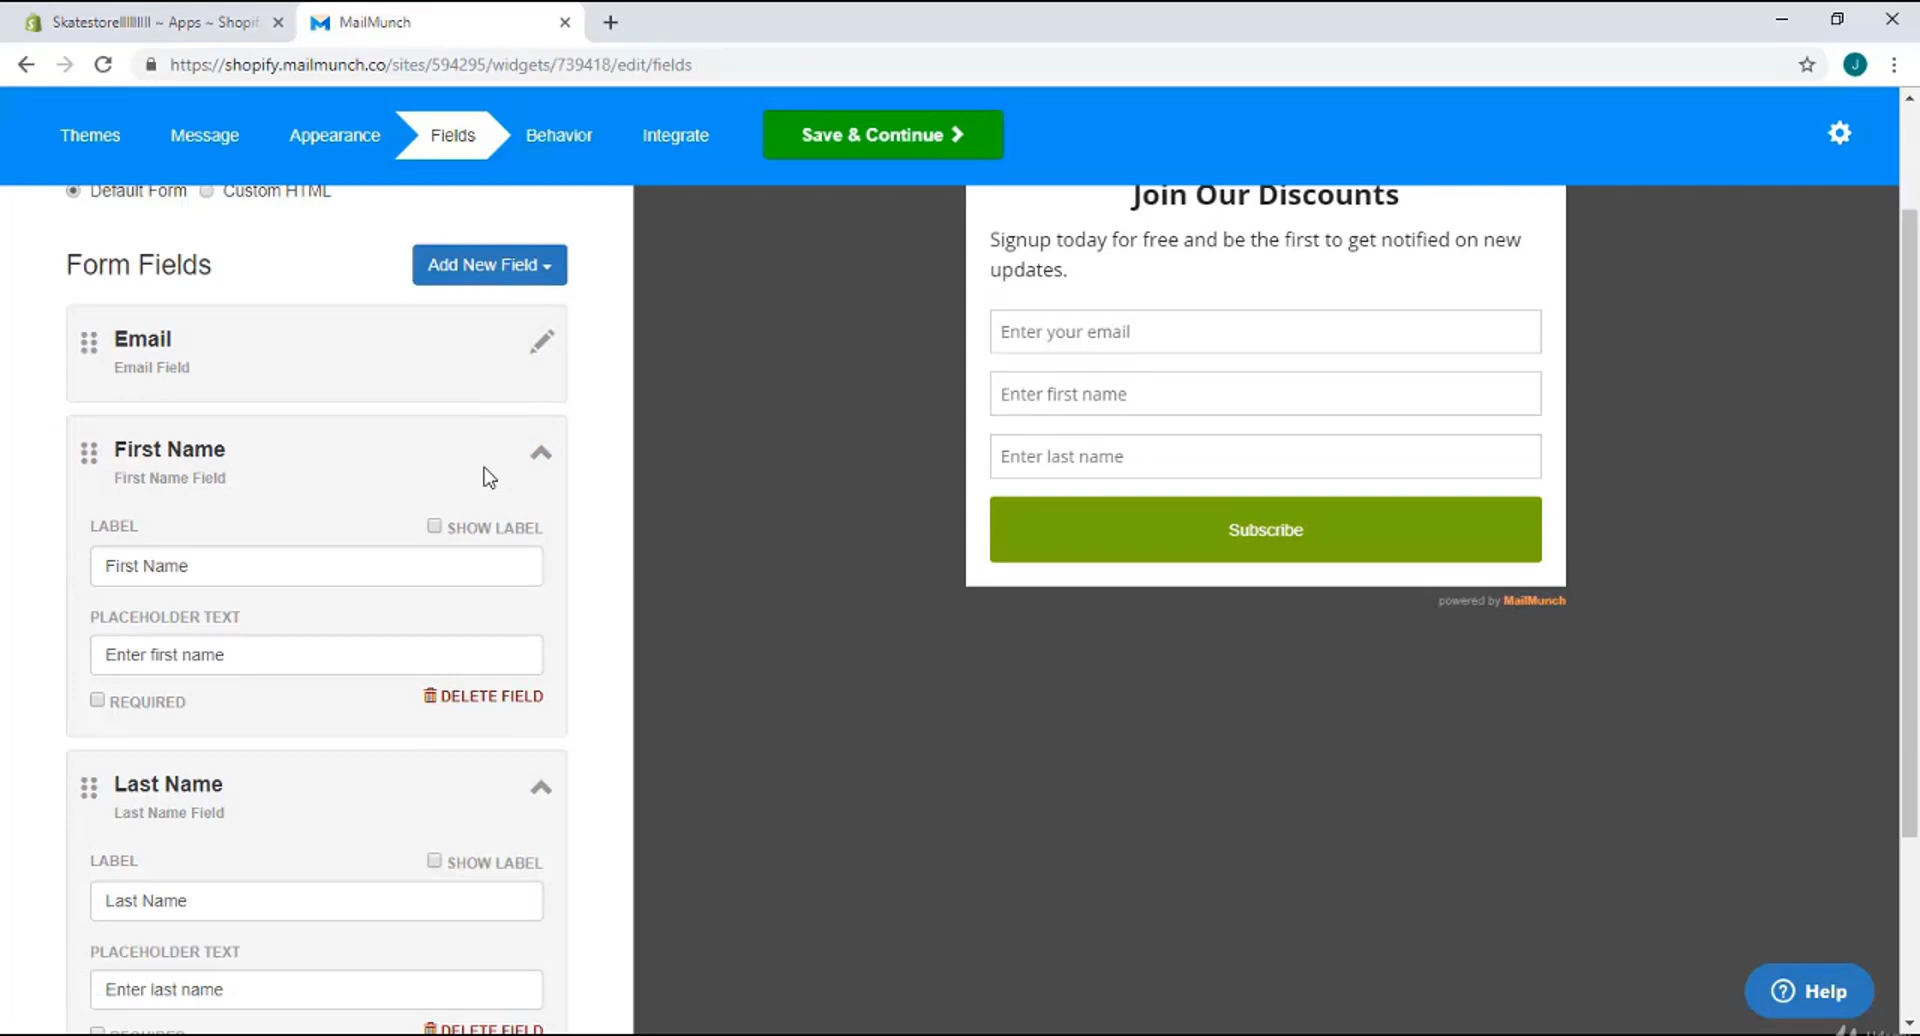 Skatestorelllllllll ~ Apps ~ Shopif
MailMunch
https://shopify.mailmunch.co/sites/594295/widgets/739418/edit/fields
J
Themes
Message
Appearance
Fields
Behavior
Integrate
Save & Continue
Default Form
Custom HTML
Form Fields
Add New Field
Email
Email Field
First Name
First Name Field
LABEL
SHOW LABEL
First Name
PLACEHOLDER TEXT
Enter first name
REQUIRED
DELETE FIELD
Last Name
Last Name Field
LABEL
SHOW LABEL
Last Name
PLACEHOLDER TEXT
Enter last name
REQUIRED
DELETE FIELD
Join Our Discounts
Signup today for free and be the first to get notified on new
updates.
Enter your email
Enter first name
Enter last name
Subscribe
powered by MailMunch
Help